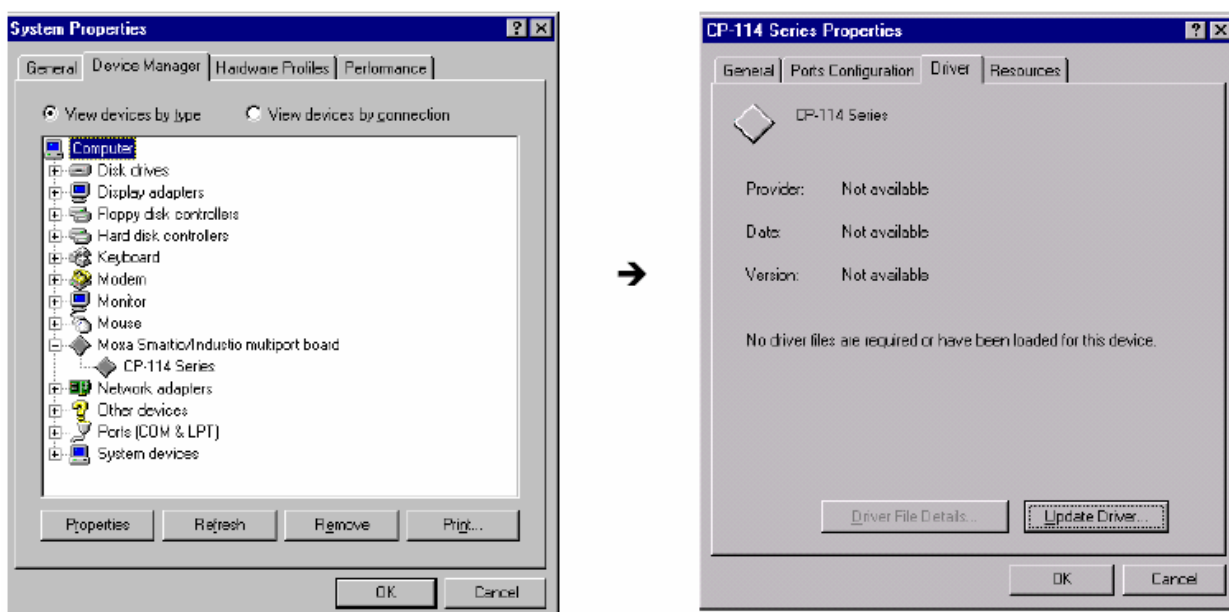 System Properties
General Device Manager Hardware Profiles Performance
View devices by type View devices by connection
Computer
Disk drives
Display adapters
Floppy disk controllers
Hard disk controllers
Keyboard
Modem
Monitor
Mouse
Moxa Smartio/Industio multiport board
CP-114 Series
Network adapters
Other devices
Ports (COM & LPT)
System devices
Properties Refresh Remove Print...
OK Cancel
CP-114 Series Properties
General Ports Configuration Driver Resources
CP-114 Series
Provider: Not available
Date: Not available
Version: Not available
No driver files are required or have been loaded for this device.
Driver File Details... Update Driver...
OK Cancel